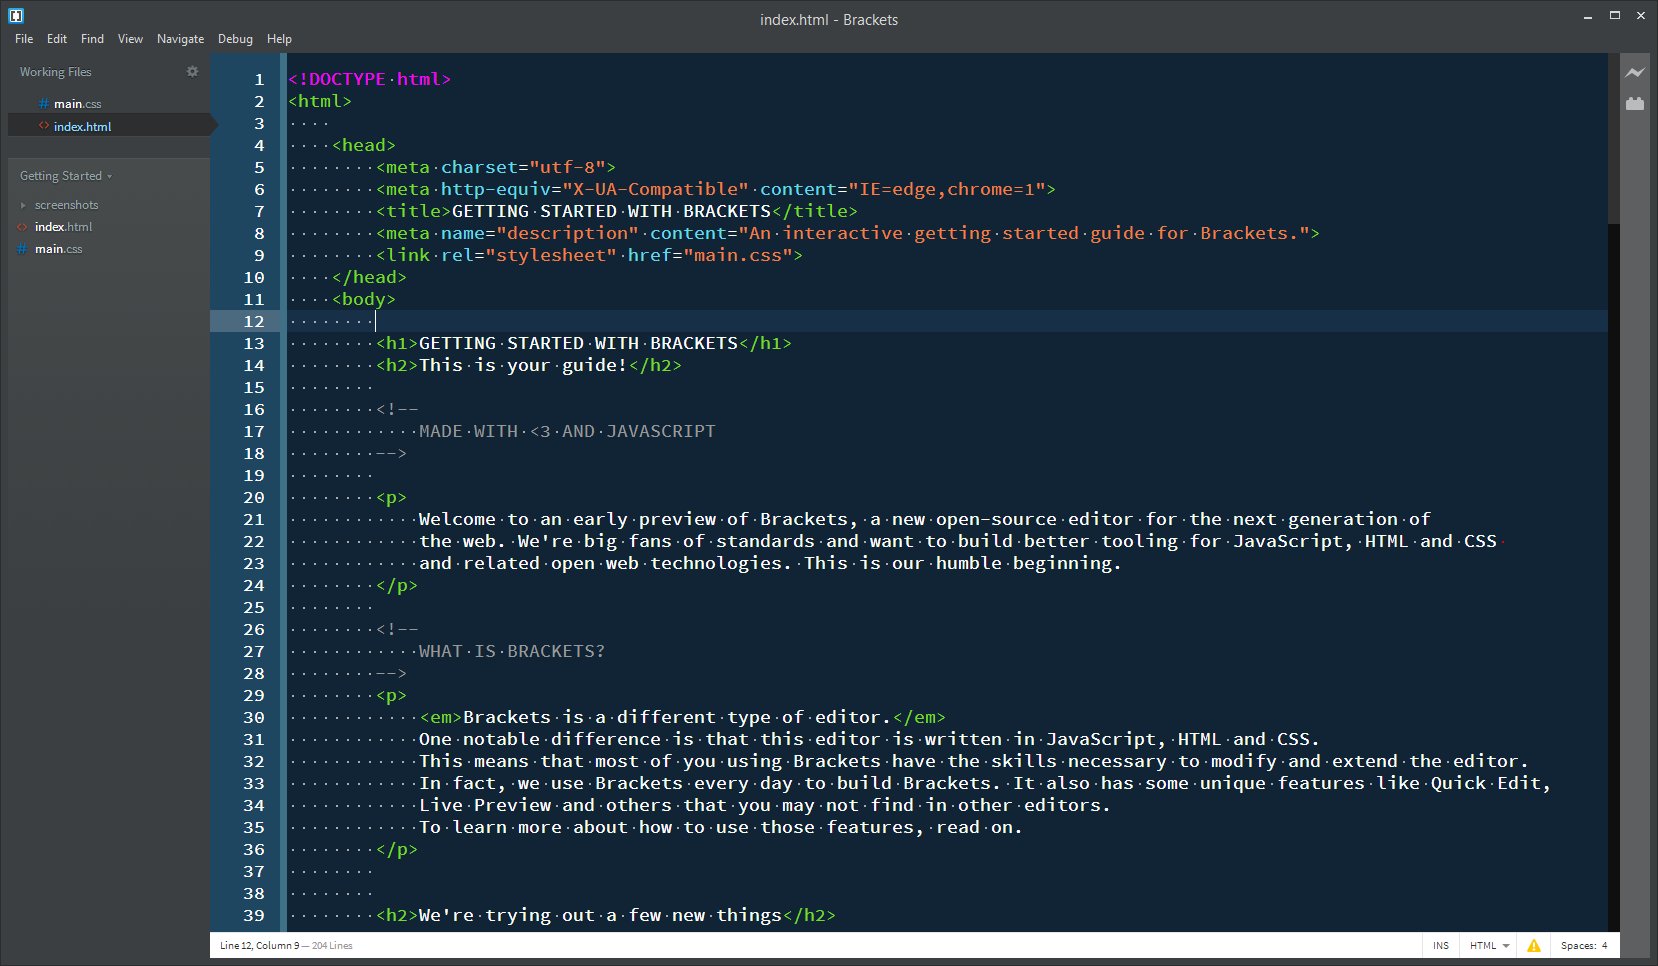 index.html - Brackets
File Edit Find View Navigate Debug Help
Working Files
main.css
index.html
Getting Started
screenshots
index.html
main.css
1 <!DOCTYPE html>
2 <html>
3
4 <head>
5 <meta charset="utf-8">
6 <meta http-equiv="X-UA-Compatible" content="IE=edge,chrome=1">
7 <title>GETTING STARTED WITH BRACKETS</title>
8 <meta name="description" content="An interactive getting started guide for Brackets.">
9 <link rel="stylesheet" href="main.css">
10 </head>
11 <body>
12
13 <h1>GETTING STARTED WITH BRACKETS</h1>
14 <h2>This is your guide!</h2>
15
16 <!--
17 MADE WITH <3 AND JAVASCRIPT
18 -->
19
20 <p>
21 Welcome to an early preview of Brackets, a new open-source editor for the next generation of
22 the web. We're big fans of standards and want to build better tooling for JavaScript, HTML and CSS
23 and related open web technologies. This is our humble beginning.
24 </p>
25
26 <!--
27 WHAT IS BRACKETS?
28 -->
29 <p>
30 <em>Brackets is a different type of editor.</em>
31 One notable difference is that this editor is written in JavaScript, HTML and CSS.
32 This means that most of you using Brackets have the skills necessary to modify and extend the editor.
33 In fact, we use Brackets every day to build Brackets. It also has some unique features like Quick Edit,
34 Live Preview and others that you may not find in other editors.
35 To learn more about how to use those features, read on.
36 </p>
37
38
39 <h2>We're trying out a few new things</h2>
Line 12, Column 9 — 204 Lines
INS HTML Spaces: 4